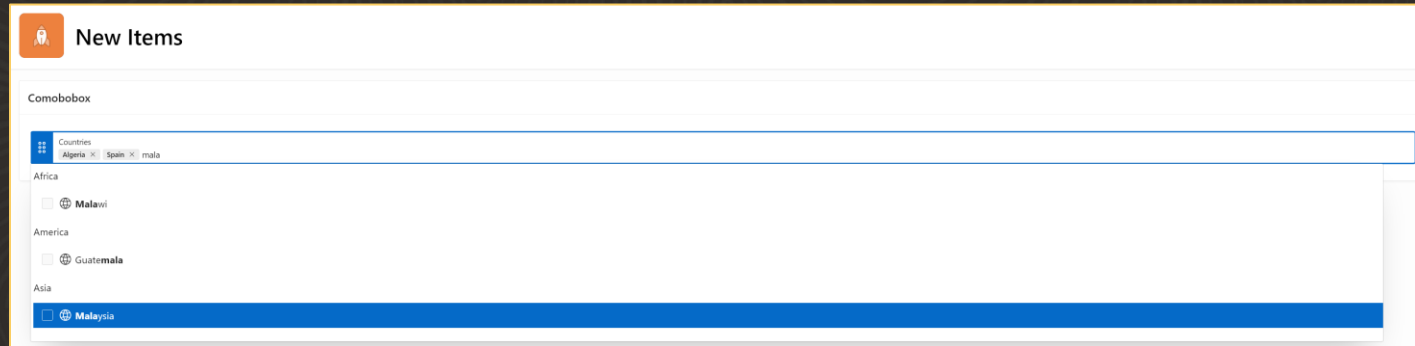 New Items
Comobobox
Countries
Algeria × Spain × mala
Africa
Malawi
America
Guatemala
Asia
Malaysia